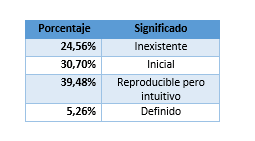 Porcentaje Significado
24,56% Inexistente
30,70% Inicial
39,48% Reproducible pero
intuitivo
5,26% Definido